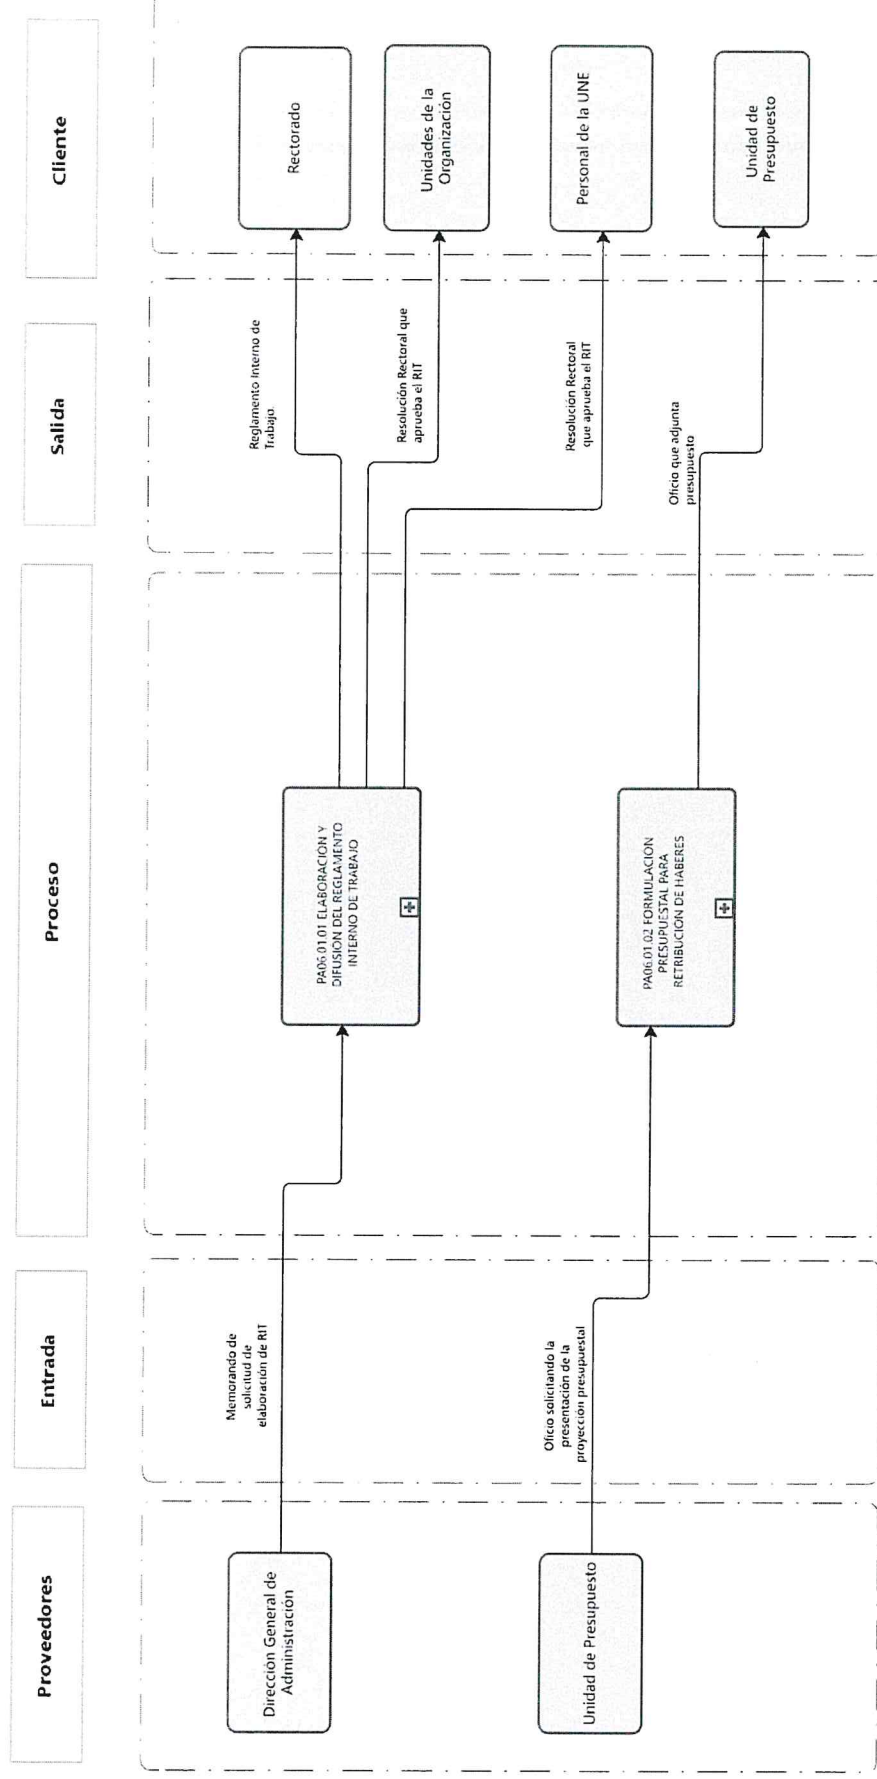 Proveedores
Entrada
Proceso
Salida
Cliente
Dirección General de
Administración
Memorando de
solicitud de
elaboración de RIT
PA06.01.01 ELABORACIÓN Y
DIFUSIÓN DEL REGLAMENTO
INTERNO DE TRABAJO
Reglamento Interno de
Trabajo.
Rectorado
Resolución Rectoral que
aprueba el RIT
Unidades de la
Organización
Resolución Rectoral
que aprueba el RIT
Personal de la UNE
Unidad de Presupuesto
Oficio solicitando la
presentación de la
proyección presupuestal
PA06.01.02 FORMULACIÓN
PRESUPUESTAL PARA
RETRIBUCIÓN DE HABERES
Oficio que adjunta
presupuesto
Unidad de
Presupuesto